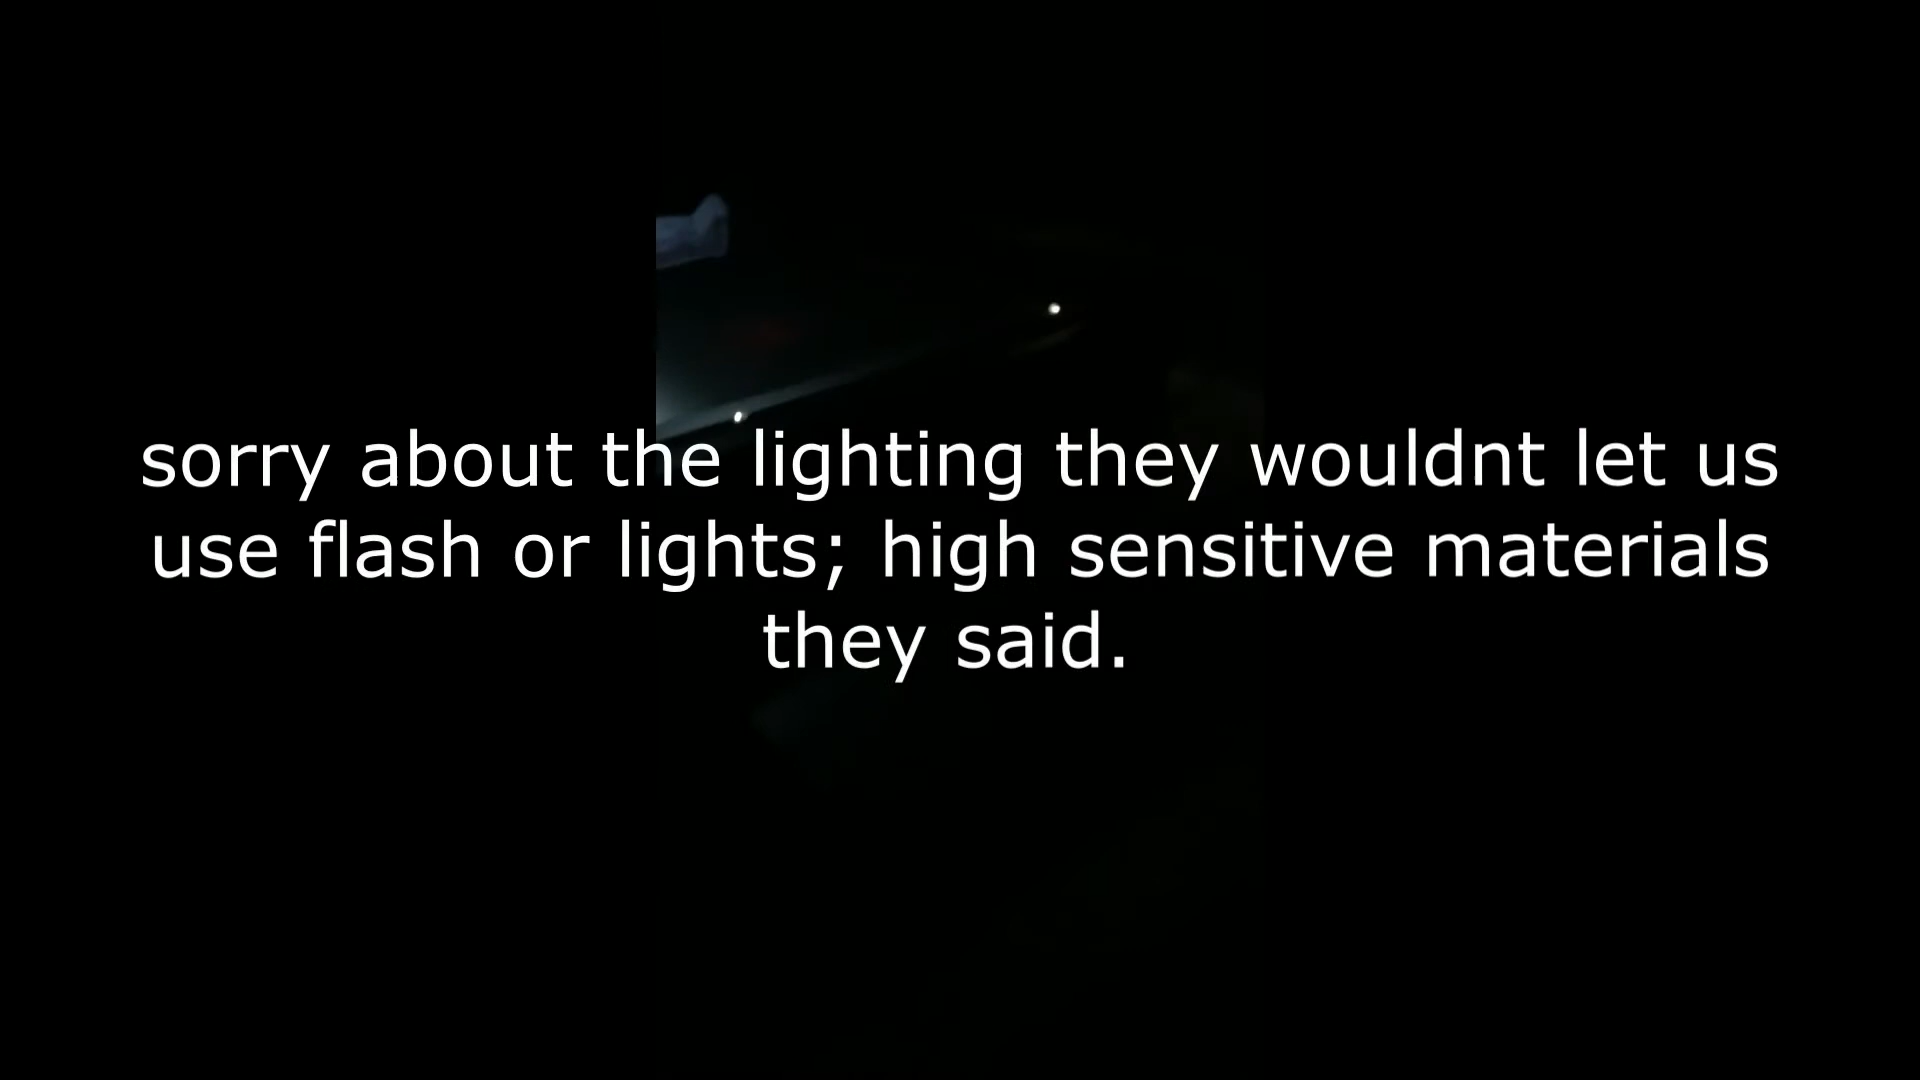 sorry about the lighting they wouldnt let us
use flash or lights; high sensitive materials
they said.